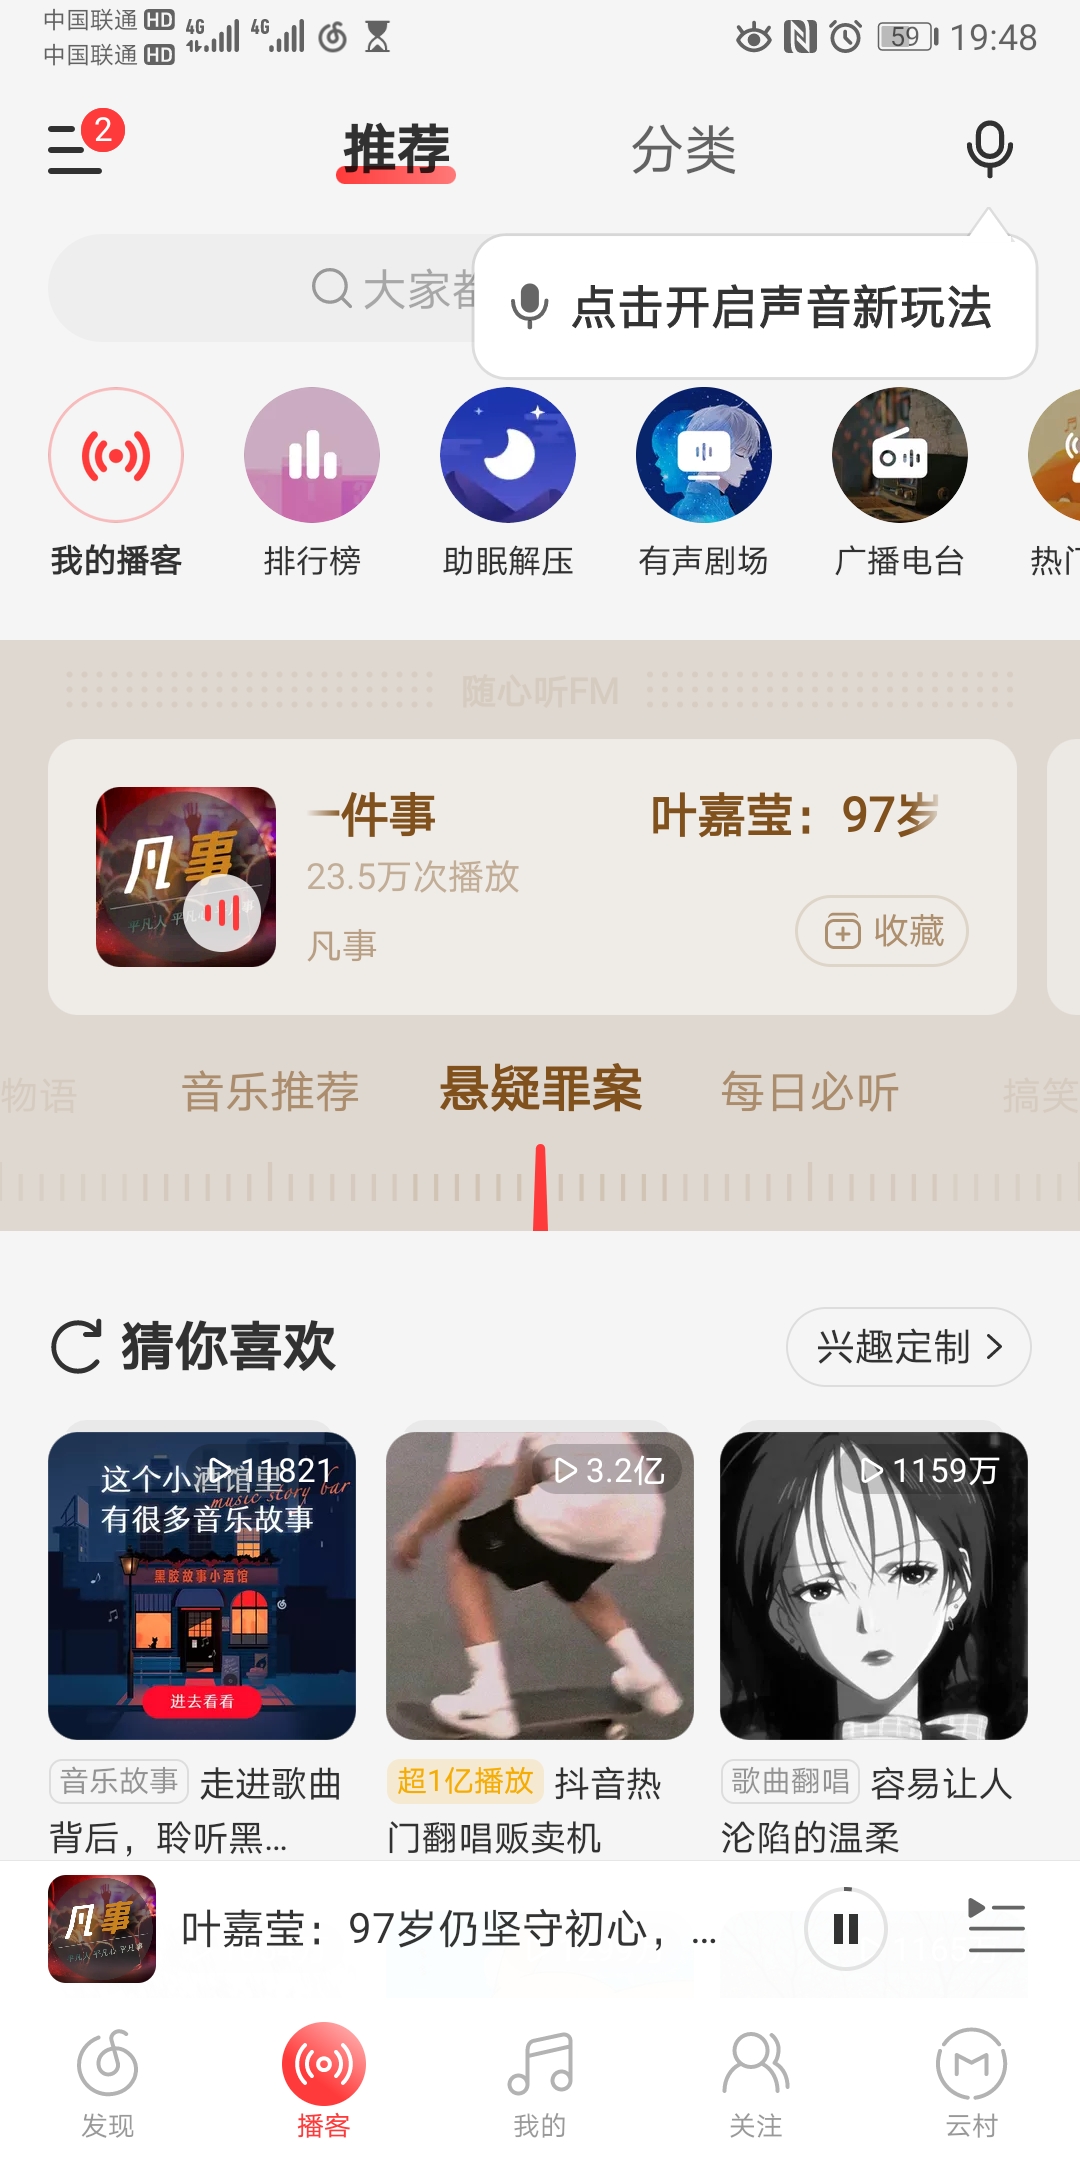 中国联通 HD
中国联通 HD
4G
4G
59
19:48
2
推荐
分类
大家都
点击开启声音新玩法
我的播客
排行榜
助眠解压
有声剧场
广播电台
热门
随心听FM
一件事
叶嘉莹：97岁
23.5万次播放
凡事
收藏
凡事
物语
音乐推荐
悬疑罪案
每日必听
搞笑
猜你喜欢
兴趣定制
11821
这个小酒馆里
music story bar
有很多音乐故事
黑胶故事小酒馆
进去看看
3.2亿
1159万
音乐故事 走进歌曲
背后，聆听黑...
超1亿播放 抖音热
门翻唱贩卖机
歌曲翻唱 容易让人
沦陷的温柔
凡事
叶嘉莹：97岁仍坚守初心，...
发现
播客
我的
关注
云村